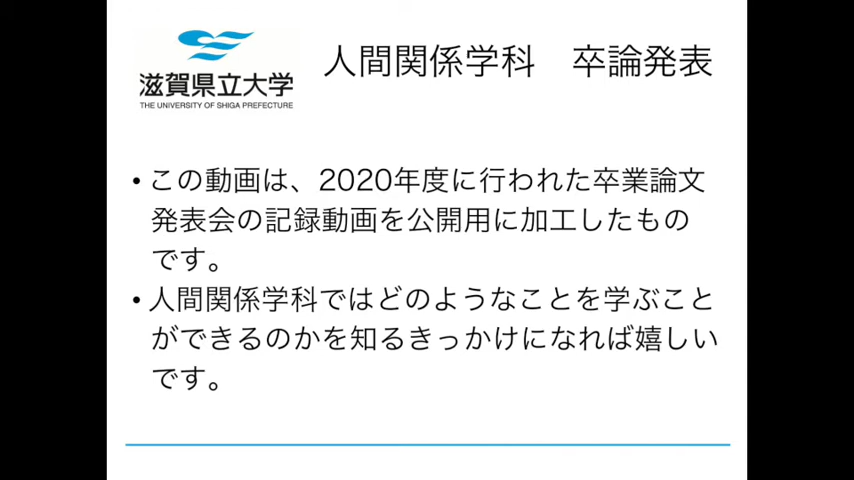 滋賀県立大学
THE UNIVERSITY OF SHIGA PREFECTURE
人間関係学科　卒論発表
• この動画は、2020年度に行われた卒業論文
発表会の記録動画を公開用に加工したもの
です。
• 人間関係学科ではどのようなことを学ぶこと
ができるのかを知るきっかけになれば嬉しい
です。